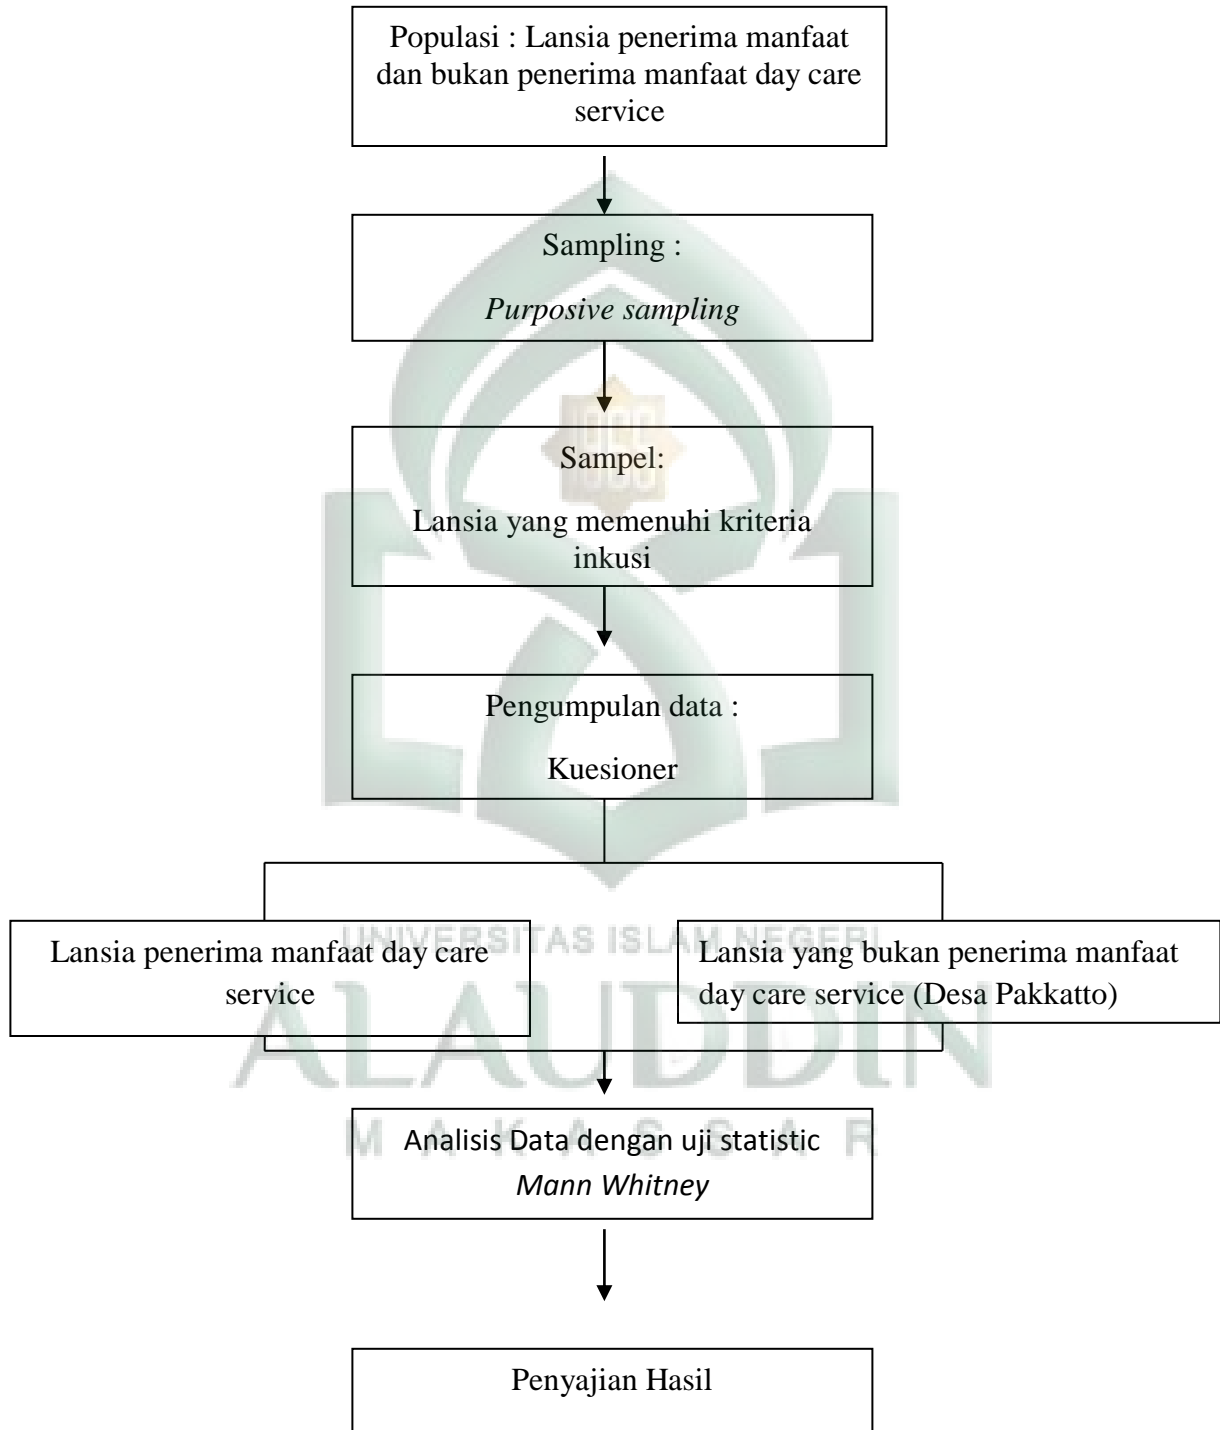 Populasi : Lansia penerima manfaat
dan bukan penerima manfaat day care
service
Sampling :
Purposive sampling
Sampel:
Lansia yang memenuhi kriteria
inkusi
Pengumpulan data :
Kuesioner
Lansia penerima manfaat day care
service
Lansia yang bukan penerima manfaat
day care service (Desa Pakkatto)
UNIVERSITAS ISLAM NEGERI
ALAUDDIN
MAKASSAR
Analisis Data dengan uji statistic
Mann Whitney
Penyajian Hasil